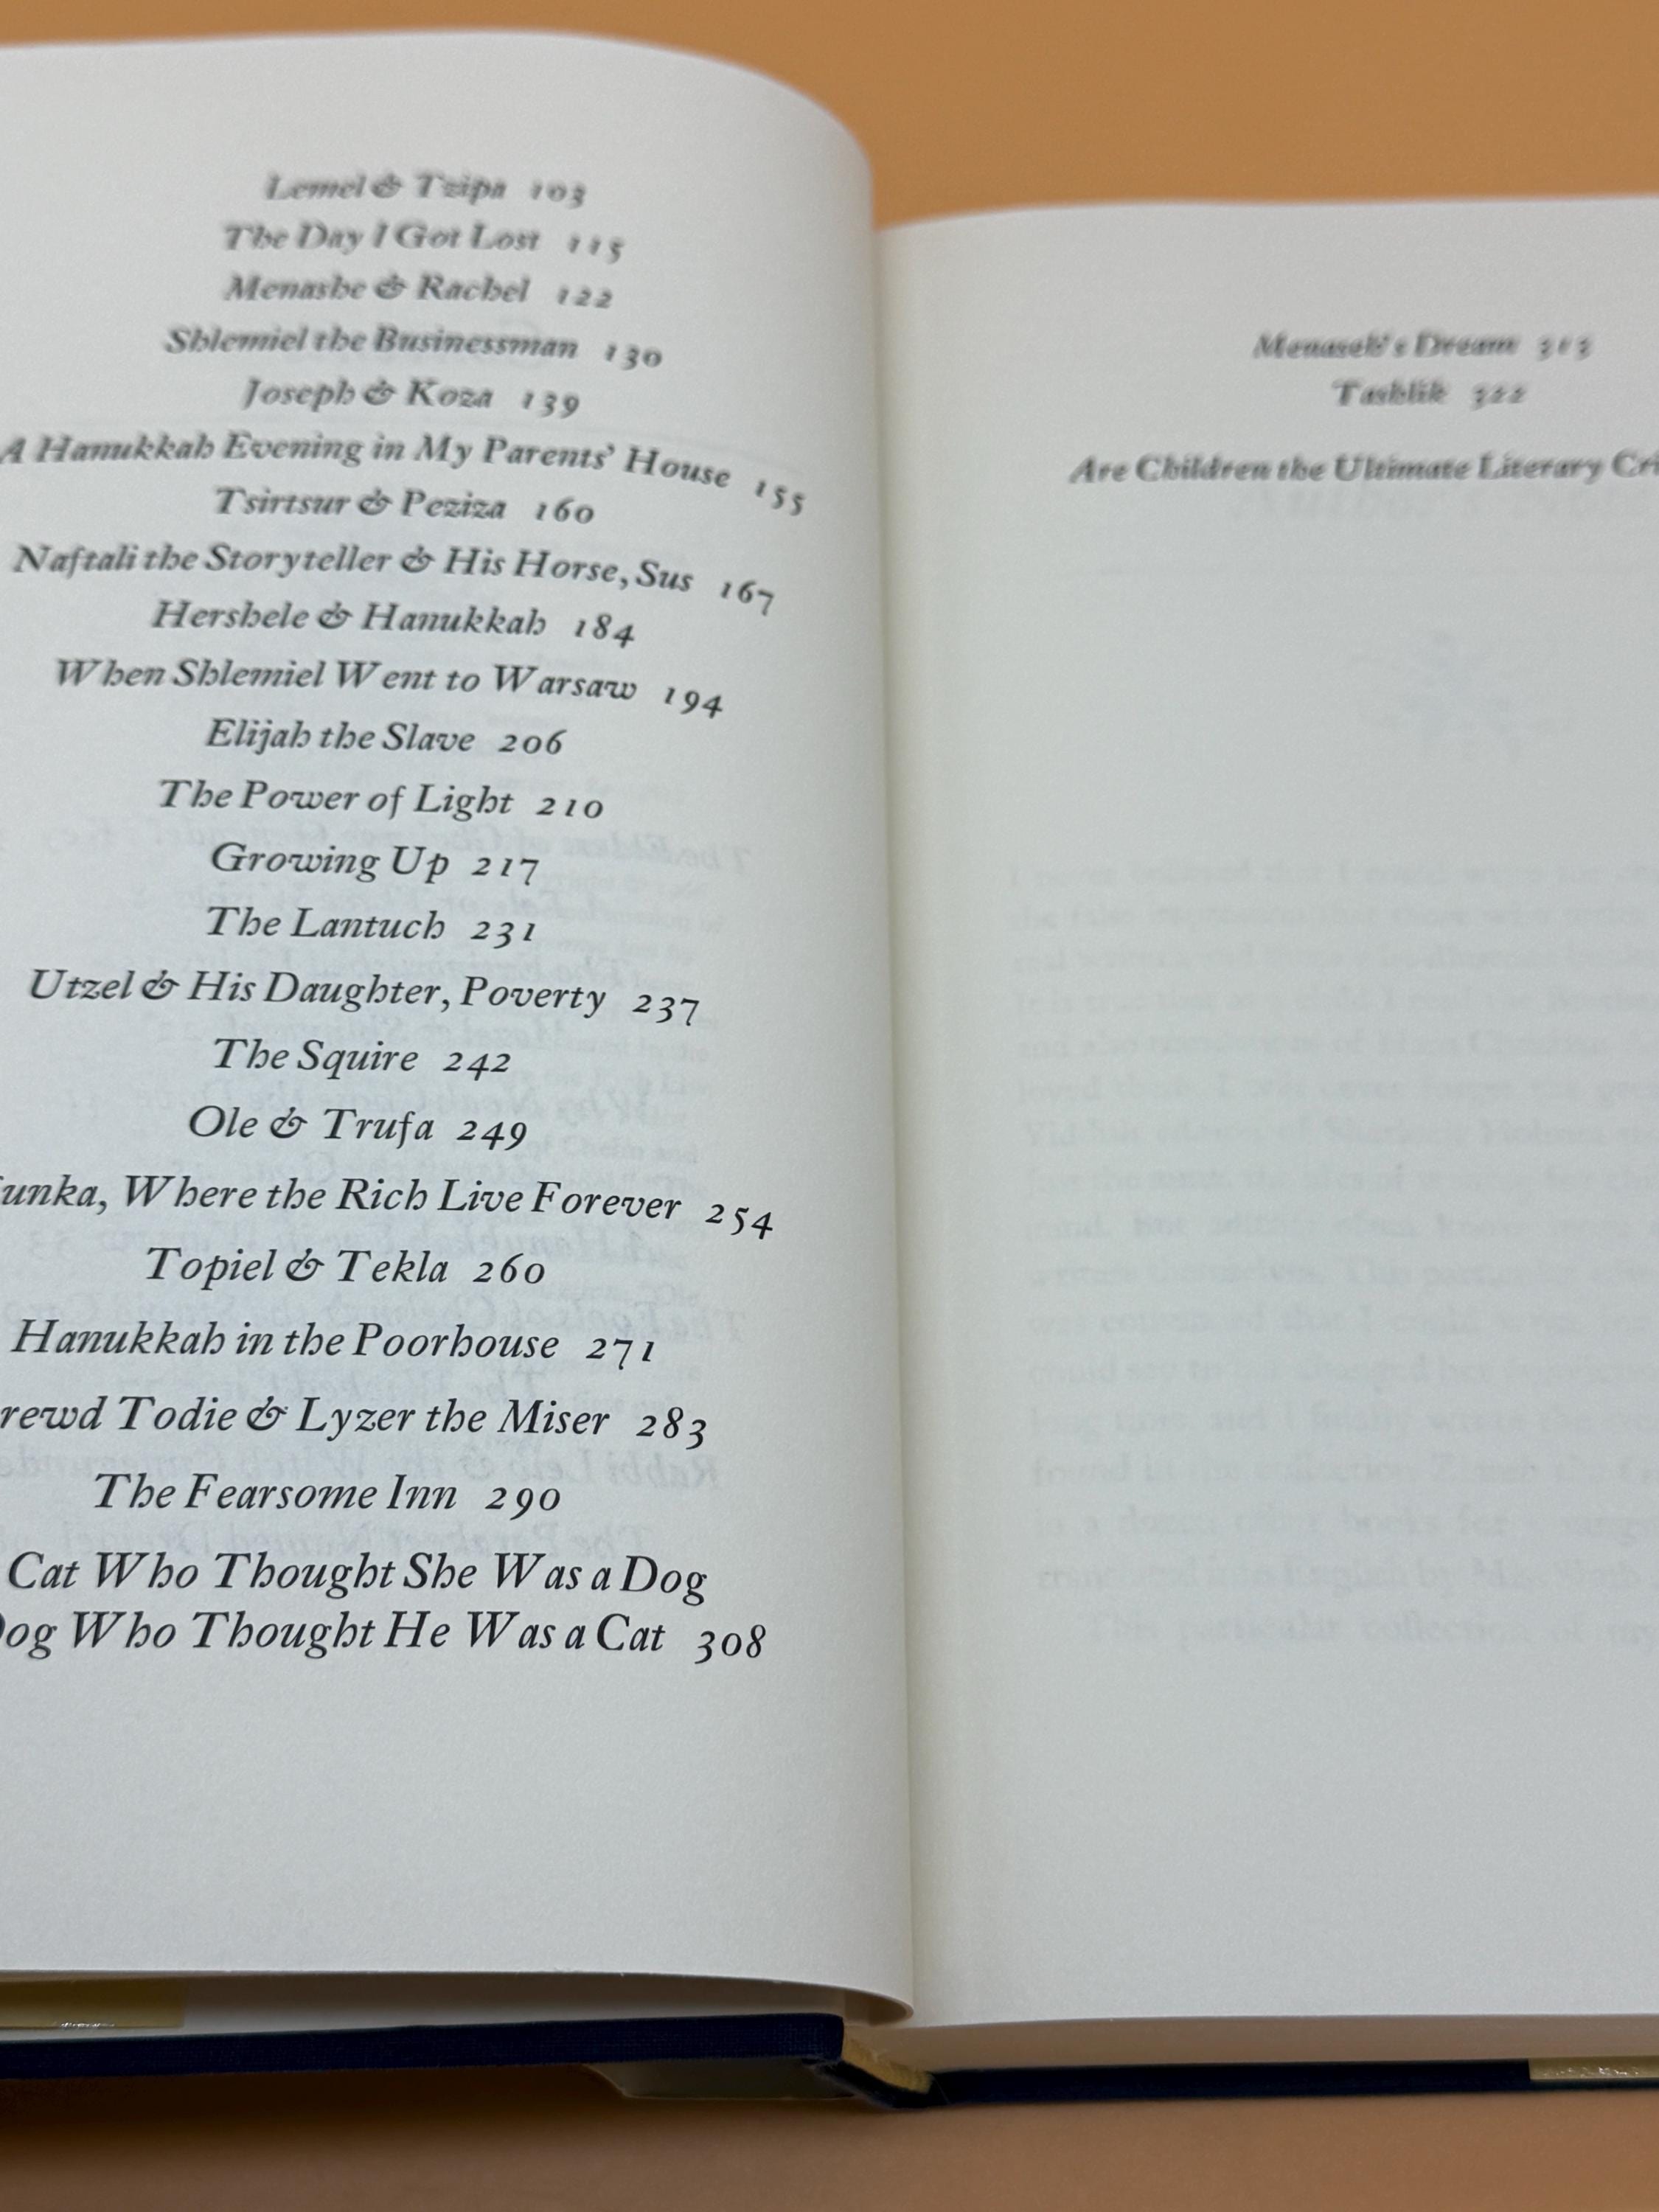 Lemel & Tzipa 103
The Day I Got Lost 115
Menashe & Rachel 122
Shlemiel the Businessman 130
Joseph & Koza 139
A Hanukkah Evening in My Parents' House 155
Tsirtsur & Peziza 160
Naftali the Storyteller & His Horse, Sus 167
Hershele & Hanukkah 184
When Shlemiel Went to Warsaw 194
Elijah the Slave 206
The Power of Light 210
Growing Up 217
The Lantuch 231
Utzel & His Daughter, Poverty 237
The Squire 242
Ole & Trufa 249
unka, Where the Rich Live Forever 254
Topiel & Tekla 260
Hanukkah in the Poorhouse 271
rewd Todie & Lyzer the Miser 283
The Fearsome Inn 290
Cat Who Thought She Was a Dog
Dog Who Thought He Was a Cat 308
Menaseh's Dream 313
Tashlik 322
Are Children the Ultimate Literary Cri